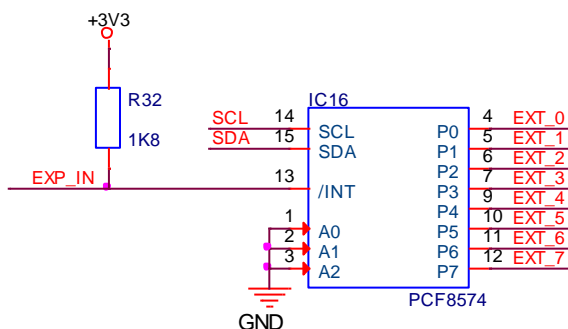 +3V3
R32
1K8
IC16
SCL 14 SCL P0 4 EXT_0
SDA 15 SDA P1 5 EXT_1
P2 6 EXT_2
EXP_IN 13 /INT P3 7 EXT_3
P4 9 EXT_4
1 A0 P5 10 EXT_5
2 A1 P6 11 EXT_6
3 A2 P7 12 EXT_7
PCF8574
GND